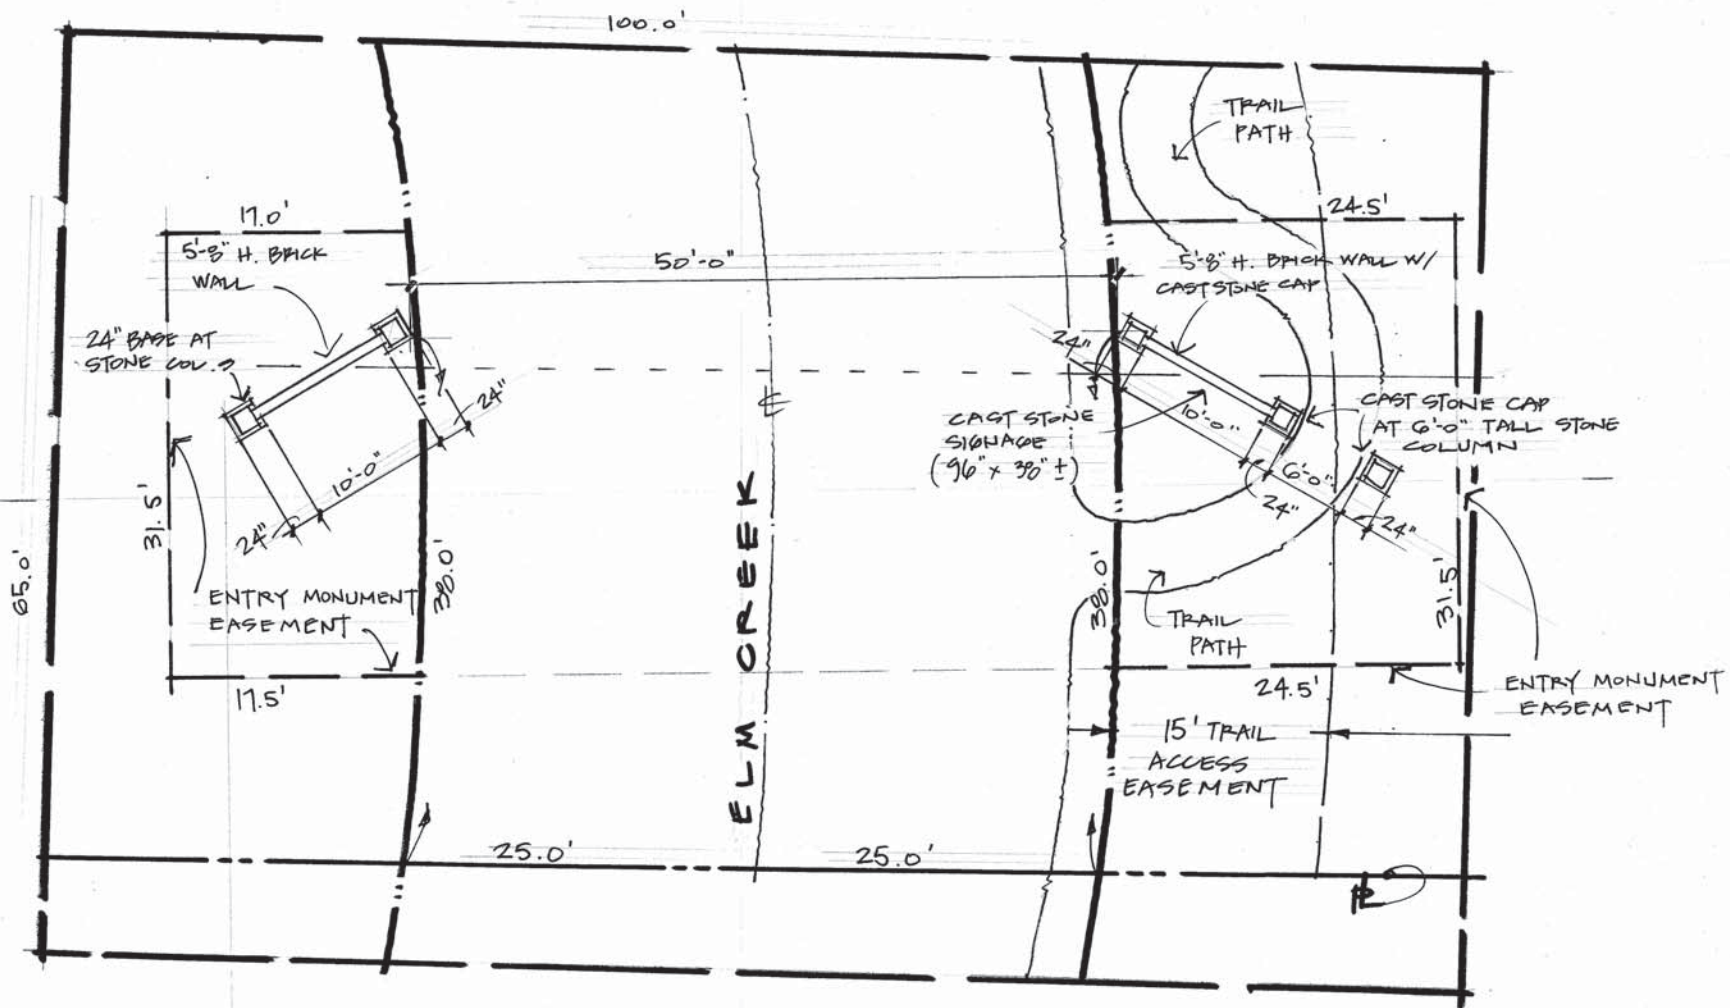 100.0'
TRAIL
PATH
17.0'
24.5'
5'-8" H. BRICK
WALL
50'-0"
5'-8" H. BRICK WALL W/
CAST STONE CAP
24" BASE AT
STONE COL.
24"
24"
CAST STONE
SIGNAGE
(96" x 38" ±)
10'-0"
CAST STONE CAP
AT 6'-0" TALL STONE
COLUMN
10'-0"
6'-0"
24"
24"
24"
31.5'
65.0'
38.0'
ENTRY MONUMENT
EASEMENT
ELM CREEK
38.0'
TRAIL
PATH
31.5'
17.5'
24.5'
ENTRY MONUMENT
EASEMENT
15' TRAIL
ACCESS
EASEMENT
25.0'
25.0'